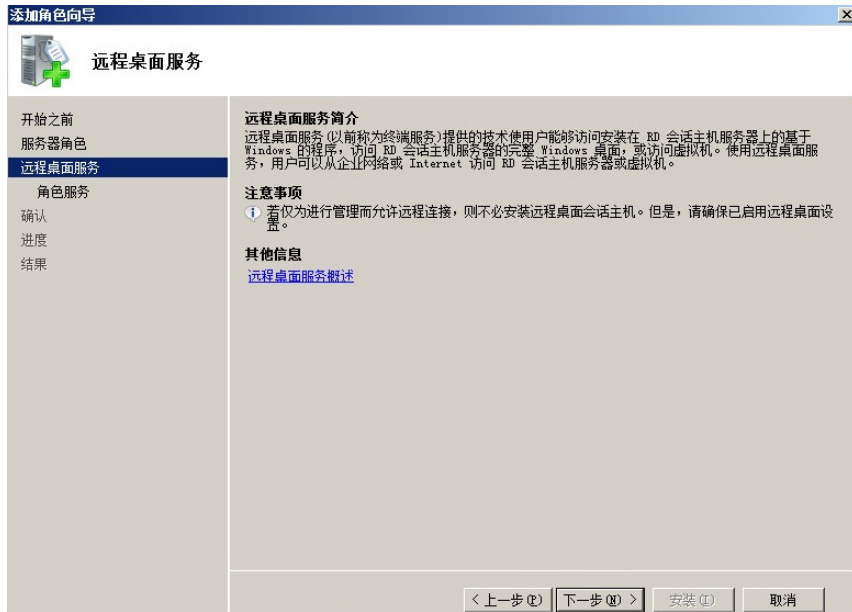 添加角色向导
远程桌面服务
开始之前
服务器角色
远程桌面服务
角色服务
确认
进度
结果
远程桌面服务简介
远程桌面服务(以前称为终端服务)提供的技术使用户能够访问安装在 RD 会话主机服务器上的基于
Windows 的程序，访问 RD 会话主机服务器的完整 Windows 桌面，或访问虚拟机。使用远程桌面服
务，用户可以从企业网络或 Internet 访问 RD 会话主机服务器或虚拟机。
注意事项
若仅为进行管理而允许远程连接，则不必安装远程桌面会话主机。但是，请确保已启用远程桌面设
置。
其他信息
远程桌面服务概述
< 上一步(P) 下一步(N) > 安装(I) 取消